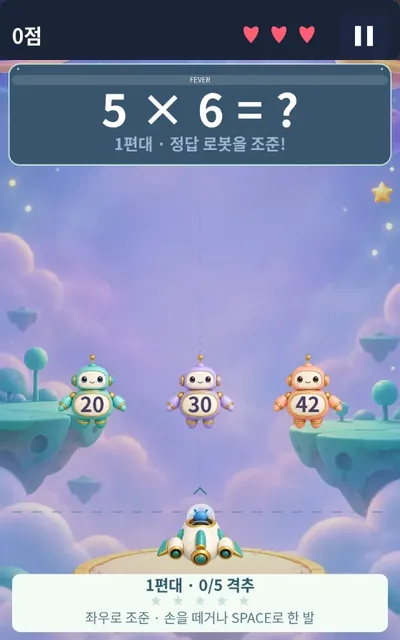 0점
FEVER
5 × 6 = ?
1편대 · 정답 로봇을 조준!
20 30 42
1편대 · 0/5 격추
좌우로 조준 · 손을 떼거나 SPACE로 한 발